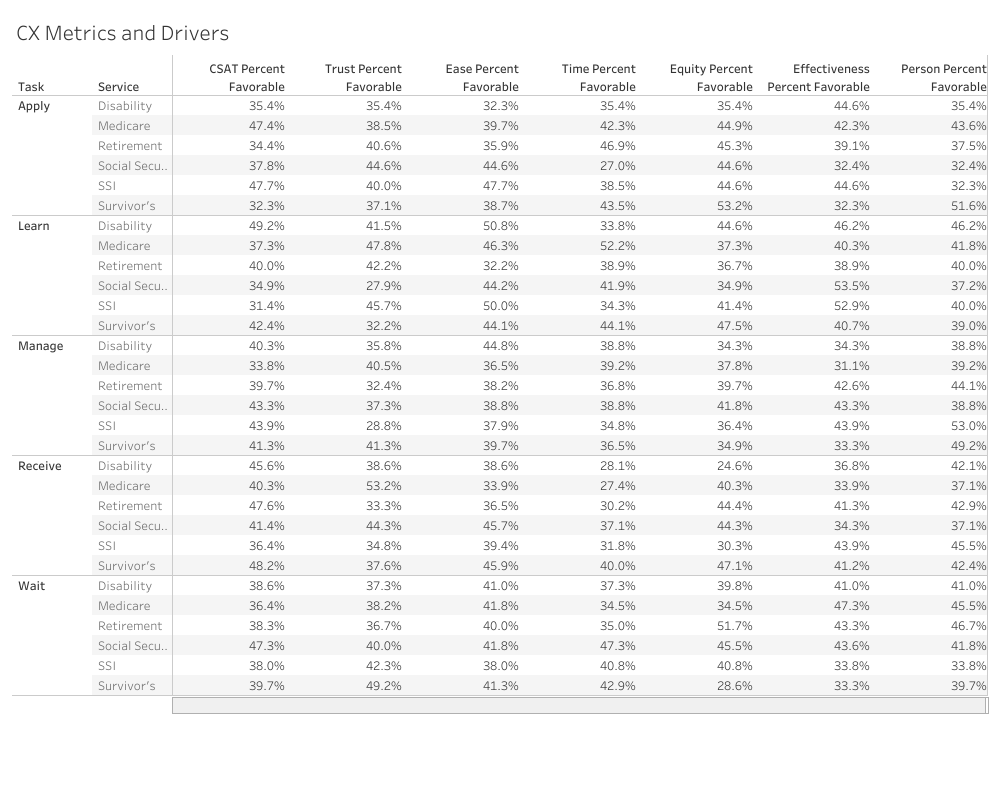 CX Metrics and Drivers
CSAT Percent Trust Percent Ease Percent Time Percent Equity Percent Effectiveness Person Percent
Task Service Favorable Favorable Favorable Favorable Favorable Percent Favorable Favorable
Apply Disability 35.4% 35.4% 32.3% 35.4% 35.4% 44.6% 35.4%
Medicare 47.4% 38.5% 39.7% 42.3% 44.9% 42.3% 43.6%
Retirement 34.4% 40.6% 35.9% 46.9% 45.3% 39.1% 37.5%
Social Secu.. 37.8% 44.6% 44.6% 27.0% 44.6% 32.4% 32.4%
SSI 47.7% 40.0% 47.7% 38.5% 44.6% 44.6% 32.3%
Survivor's 32.3% 37.1% 38.7% 43.5% 53.2% 32.3% 51.6%
Learn Disability 49.2% 41.5% 50.8% 33.8% 44.6% 46.2% 46.2%
Medicare 37.3% 47.8% 46.3% 52.2% 37.3% 40.3% 41.8%
Retirement 40.0% 42.2% 32.2% 38.9% 36.7% 38.9% 40.0%
Social Secu.. 34.9% 27.9% 44.2% 41.9% 34.9% 53.5% 37.2%
SSI 31.4% 45.7% 50.0% 34.3% 41.4% 52.9% 40.0%
Survivor's 42.4% 32.2% 44.1% 44.1% 47.5% 40.7% 39.0%
Manage Disability 40.3% 35.8% 44.8% 38.8% 34.3% 34.3% 38.8%
Medicare 33.8% 40.5% 36.5% 39.2% 37.8% 31.1% 39.2%
Retirement 39.7% 32.4% 38.2% 36.8% 39.7% 42.6% 44.1%
Social Secu.. 43.3% 37.3% 38.8% 38.8% 41.8% 43.3% 38.8%
SSI 43.9% 28.8% 37.9% 34.8% 36.4% 43.9% 53.0%
Survivor's 41.3% 41.3% 39.7% 36.5% 34.9% 33.3% 49.2%
Receive Disability 45.6% 38.6% 38.6% 28.1% 24.6% 36.8% 42.1%
Medicare 40.3% 53.2% 33.9% 27.4% 40.3% 33.9% 37.1%
Retirement 47.6% 33.3% 36.5% 30.2% 44.4% 41.3% 42.9%
Social Secu.. 41.4% 44.3% 45.7% 37.1% 44.3% 34.3% 37.1%
SSI 36.4% 34.8% 39.4% 31.8% 30.3% 43.9% 45.5%
Survivor's 48.2% 37.6% 45.9% 40.0% 47.1% 41.2% 42.4%
Wait Disability 38.6% 37.3% 41.0% 37.3% 39.8% 41.0% 41.0%
Medicare 36.4% 38.2% 41.8% 34.5% 34.5% 47.3% 45.5%
Retirement 38.3% 36.7% 40.0% 35.0% 51.7% 43.3% 46.7%
Social Secu.. 47.3% 40.0% 41.8% 47.3% 45.5% 43.6% 41.8%
SSI 38.0% 42.3% 38.0% 40.8% 40.8% 33.8% 33.8%
Survivor's 39.7% 49.2% 41.3% 42.9% 28.6% 33.3% 39.7%